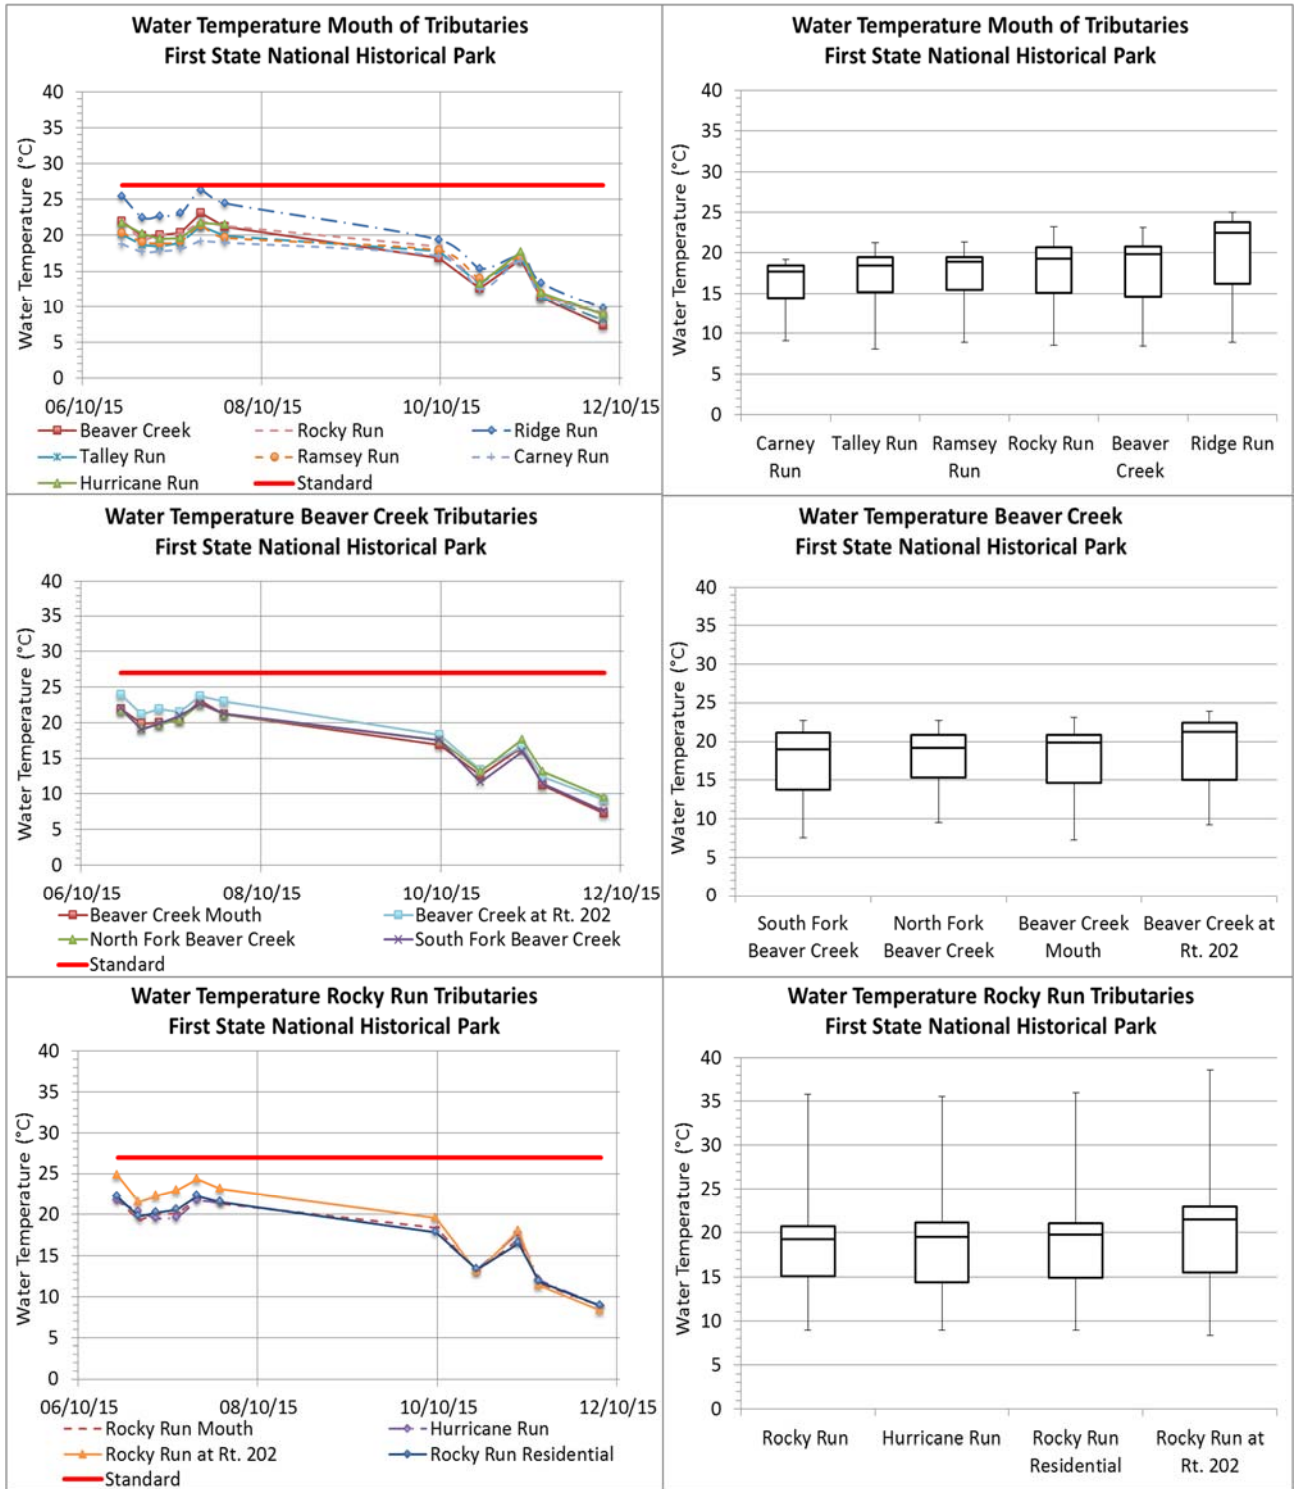 Water Temperature Mouth of Tributaries
First State National Historical Park
Water Temperature (°C)
40
35
30
25
20
15
10
5
0
06/10/15 08/10/15 10/10/15 12/10/15
Beaver Creek Rocky Run Ridge Run
Talley Run Ramsey Run Carney Run
Hurricane Run Standard
Water Temperature Mouth of Tributaries
First State National Historical Park
Water Temperature (°C)
40
35
30
25
20
15
10
5
0
Carney Run Talley Run Ramsey Run Rocky Run Beaver Creek Ridge Run
Water Temperature Beaver Creek Tributaries
First State National Historical Park
Water Temperature (°C)
40
35
30
25
20
15
10
5
0
06/10/15 08/10/15 10/10/15 12/10/15
Beaver Creek Mouth Beaver Creek at Rt. 202
North Fork Beaver Creek South Fork Beaver Creek
Standard
Water Temperature Beaver Creek
First State National Historical Park
Water Temperature (°C)
40
35
30
25
20
15
10
5
0
South Fork Beaver Creek North Fork Beaver Creek Beaver Creek Mouth Beaver Creek at Rt. 202
Water Temperature Rocky Run Tributaries
First State National Historical Park
Water Temperature (°C)
40
35
30
25
20
15
10
5
0
06/10/15 08/10/15 10/10/15 12/10/15
Rocky Run Mouth Hurricane Run
Rocky Run at Rt. 202 Rocky Run Residential
Standard
Water Temperature Rocky Run Tributaries
First State National Historical Park
Water Temperature (°C)
40
35
30
25
20
15
10
5
0
Rocky Run Hurricane Run Rocky Run Residential Rocky Run at Rt. 202